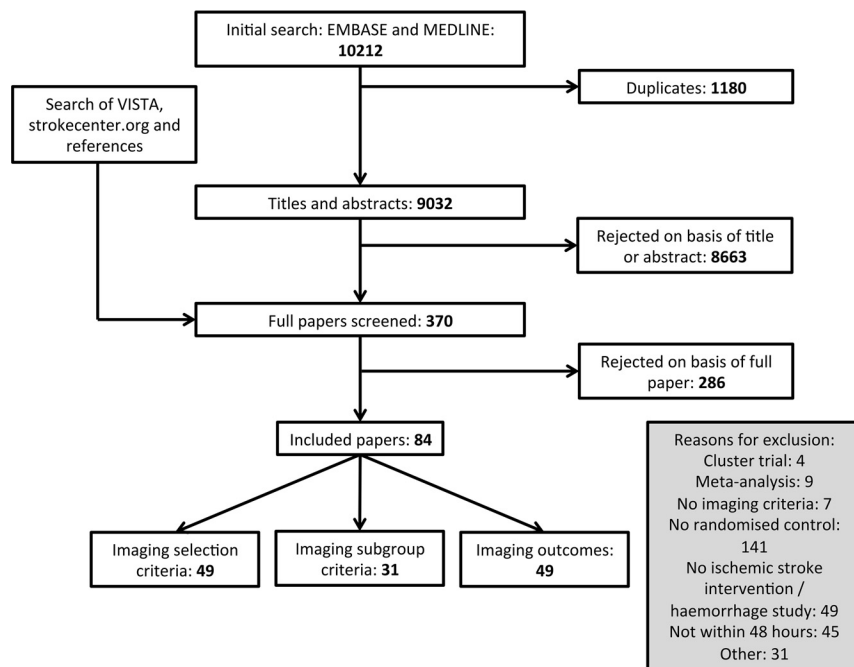 Initial search: EMBASE and MEDLINE:
10212
Duplicates: 1180
Search of VISTA,
strokecenter.org and
references
Titles and abstracts: 9032
Rejected on basis of title
or abstract: 8663
Full papers screened: 370
Rejected on basis of full
paper: 286
Included papers: 84
Imaging selection
criteria: 49
Imaging subgroup
criteria: 31
Imaging outcomes:
49
Reasons for exclusion:
Cluster trial: 4
Meta-analysis: 9
No imaging criteria: 7
No randomised control:
141
No ischemic stroke
intervention /
haemorrhage study: 49
Not within 48 hours: 45
Other: 31